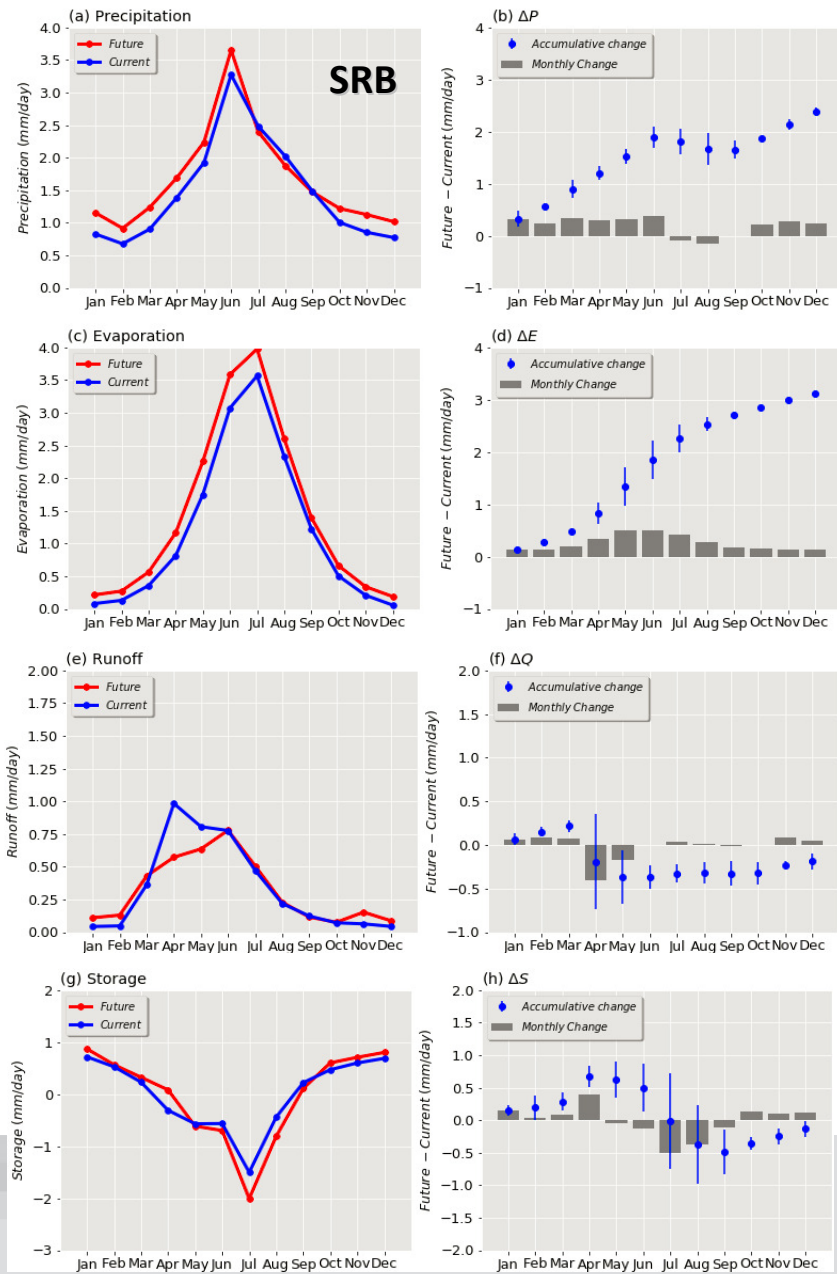 (a) Precipitation
Precipitation (mm/day)
4.0
3.5
3.0
2.5
2.0
1.5
1.0
0.5
0.0
Future
Current
SRB
Jan Feb Mar Apr May Jun Jul Aug Sep Oct Nov Dec
(b) ΔP
Future − Current (mm/day)
4
3
2
1
0
−1
Accumulative change
Monthly Change
Jan Feb Mar Apr May Jun Jul Aug Sep Oct Nov Dec
(c) Evaporation
Evaporation (mm/day)
4.0
3.5
3.0
2.5
2.0
1.5
1.0
0.5
0.0
Future
Current
Jan Feb Mar Apr May Jun Jul Aug Sep Oct Nov Dec
(d) ΔE
Future − Current (mm/day)
4
3
2
1
0
−1
Accumulative change
Monthly Change
Jan Feb Mar Apr May Jun Jul Aug Sep Oct Nov Dec
(e) Runoff
Runoff (mm/day)
2.00
1.75
1.50
1.25
1.00
0.75
0.50
0.25
0.00
Future
Current
Jan Feb Mar Apr May Jun Jul Aug Sep Oct Nov Dec
(f) ΔQ
Future − Current (mm/day)
2.0
1.5
1.0
0.5
0.0
−0.5
−1.0
Accumulative change
Monthly Change
Jan Feb Mar Apr May Jun Jul Aug Sep Oct Nov Dec
(g) Storage
Storage (mm/day)
2
1
0
−1
−2
−3
Future
Current
Jan Feb Mar Apr May Jun Jul Aug Sep Oct Nov Dec
(h) ΔS
Future − Current (mm/day)
2.0
1.5
1.0
0.5
0.0
−0.5
−1.0
−1.5
−2.0
Accumulative change
Monthly Change
Jan Feb Mar Apr May Jun Jul Aug Sep Oct Nov Dec